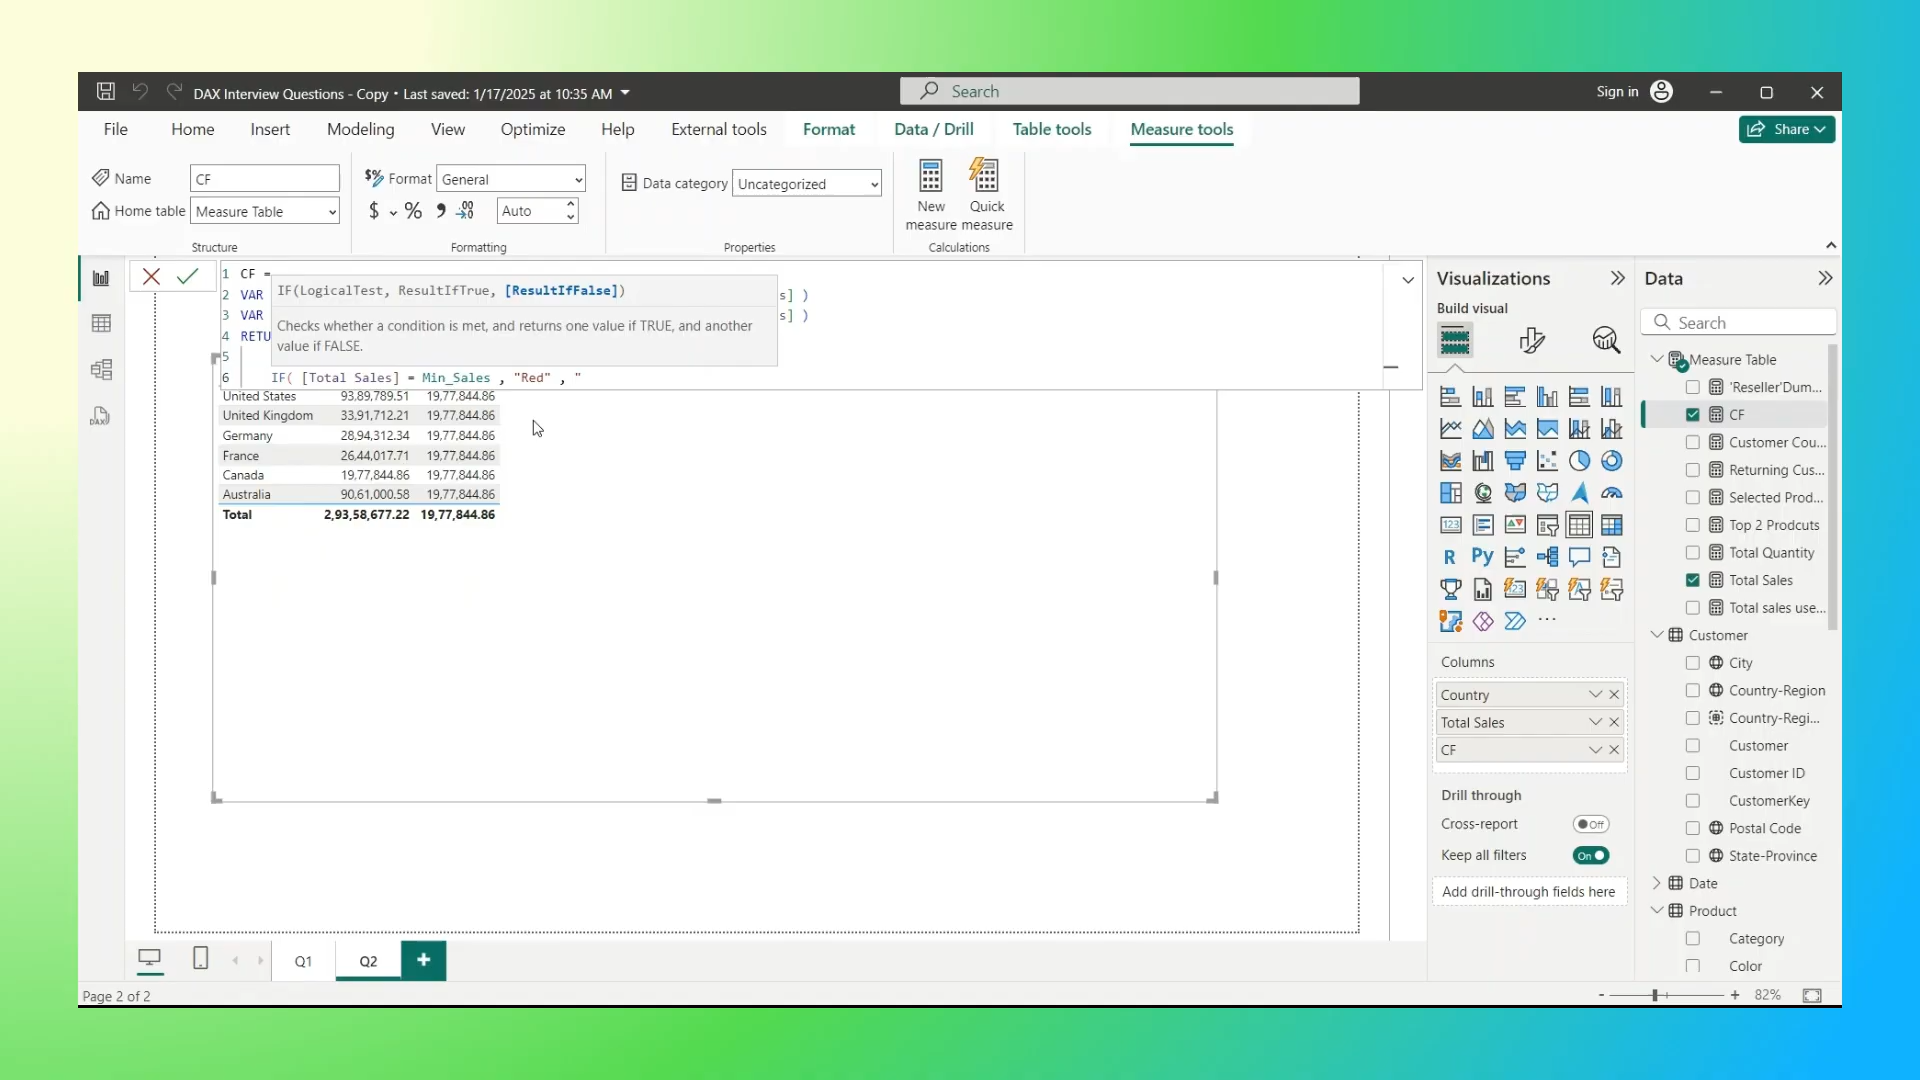 DAX Interview Questions - Copy • Last saved: 1/17/2025 at 10:35 AM
Search
Sign in
File Home Insert Modeling View Optimize Help External tools Format Data / Drill Table tools Measure tools
Share
Name CF
Home table Measure Table
Structure
Format General
$ % Auto
Formatting
Data category Uncategorized
Properties
New measure
Quick measure
Calculations
1 CF =
2 VAR s] )
3 VAR s] )
4 RETU
5
6 IF( [Total Sales] = Min_Sales , "Red" , "
IF(LogicalTest, ResultIfTrue, [ResultIfFalse])
Checks whether a condition is met, and returns one value if TRUE, and another
value if FALSE.
United States 93,89,789.51 19,77,844.86
United Kingdom 33,91,712.21 19,77,844.86
Germany 28,94,312.34 19,77,844.86
France 26,44,017.71 19,77,844.86
Canada 19,77,844.86 19,77,844.86
Australia 90,61,000.58 19,77,844.86
Total 2,93,58,677.22 19,77,844.86
Visualizations
Build visual
123
R Py
Columns
Country
Total Sales
CF
Drill through
Cross-report Off
Keep all filters On
Add drill-through fields here
Data
Search
Measure Table
'Reseller'Dum...
CF
Customer Cou...
Returning Cus...
Selected Prod...
Top 2 Prodcuts
Total Quantity
Total Sales
Total sales use...
Customer
City
Country-Region
Country-Regi...
Customer
Customer ID
CustomerKey
Postal Code
State-Province
Date
Product
Category
Color
Q1 Q2 +
Page 2 of 2
- + 82%